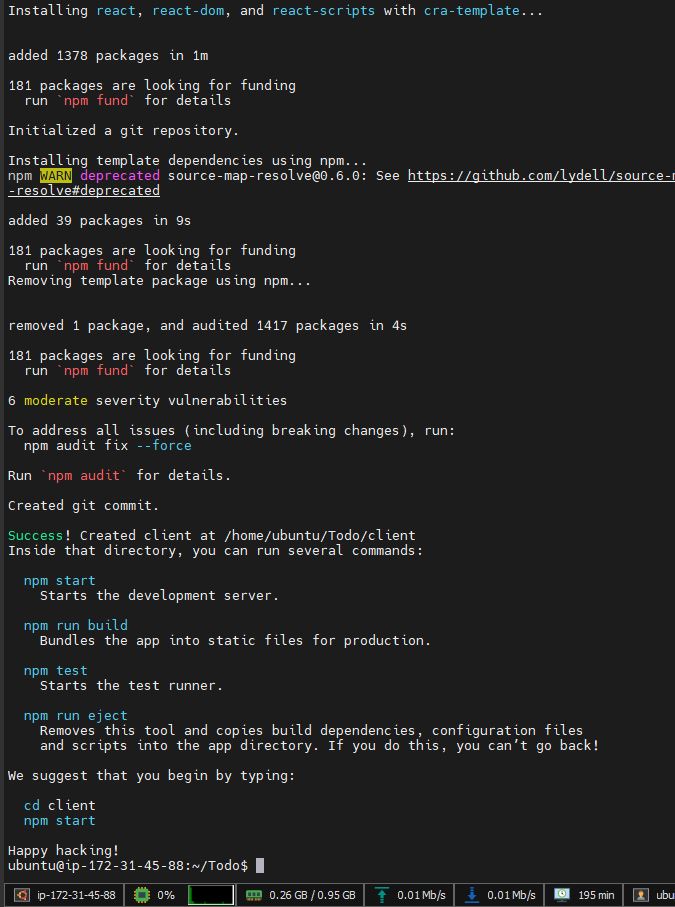 Installing react, react-dom, and react-scripts with cra-template...
added 1378 packages in 1m
181 packages are looking for funding
  run `npm fund` for details
Initialized a git repository.
Installing template dependencies using npm...
npm WARN deprecated source-map-resolve@0.6.0: See https://github.com/lydell/source-m
-resolve#deprecated
added 39 packages in 9s
181 packages are looking for funding
  run `npm fund` for details
Removing template package using npm...
removed 1 package, and audited 1417 packages in 4s
181 packages are looking for funding
  run `npm fund` for details
6 moderate severity vulnerabilities
To address all issues (including breaking changes), run:
  npm audit fix --force
Run `npm audit` for details.
Created git commit.
Success! Created client at /home/ubuntu/Todo/client
Inside that directory, you can run several commands:
  npm start
    Starts the development server.
  npm run build
    Bundles the app into static files for production.
  npm test
    Starts the test runner.
  npm run eject
    Removes this tool and copies build dependencies, configuration files
    and scripts into the app directory. If you do this, you can’t go back!
We suggest that you begin by typing:
  cd client
  npm start
Happy hacking!
ubuntu@ip-172-31-45-88:~/Todo$
ip-172-31-45-88 0% 0.26 GB / 0.95 GB 0.01 Mb/s 0.01 Mb/s 195 min ubu